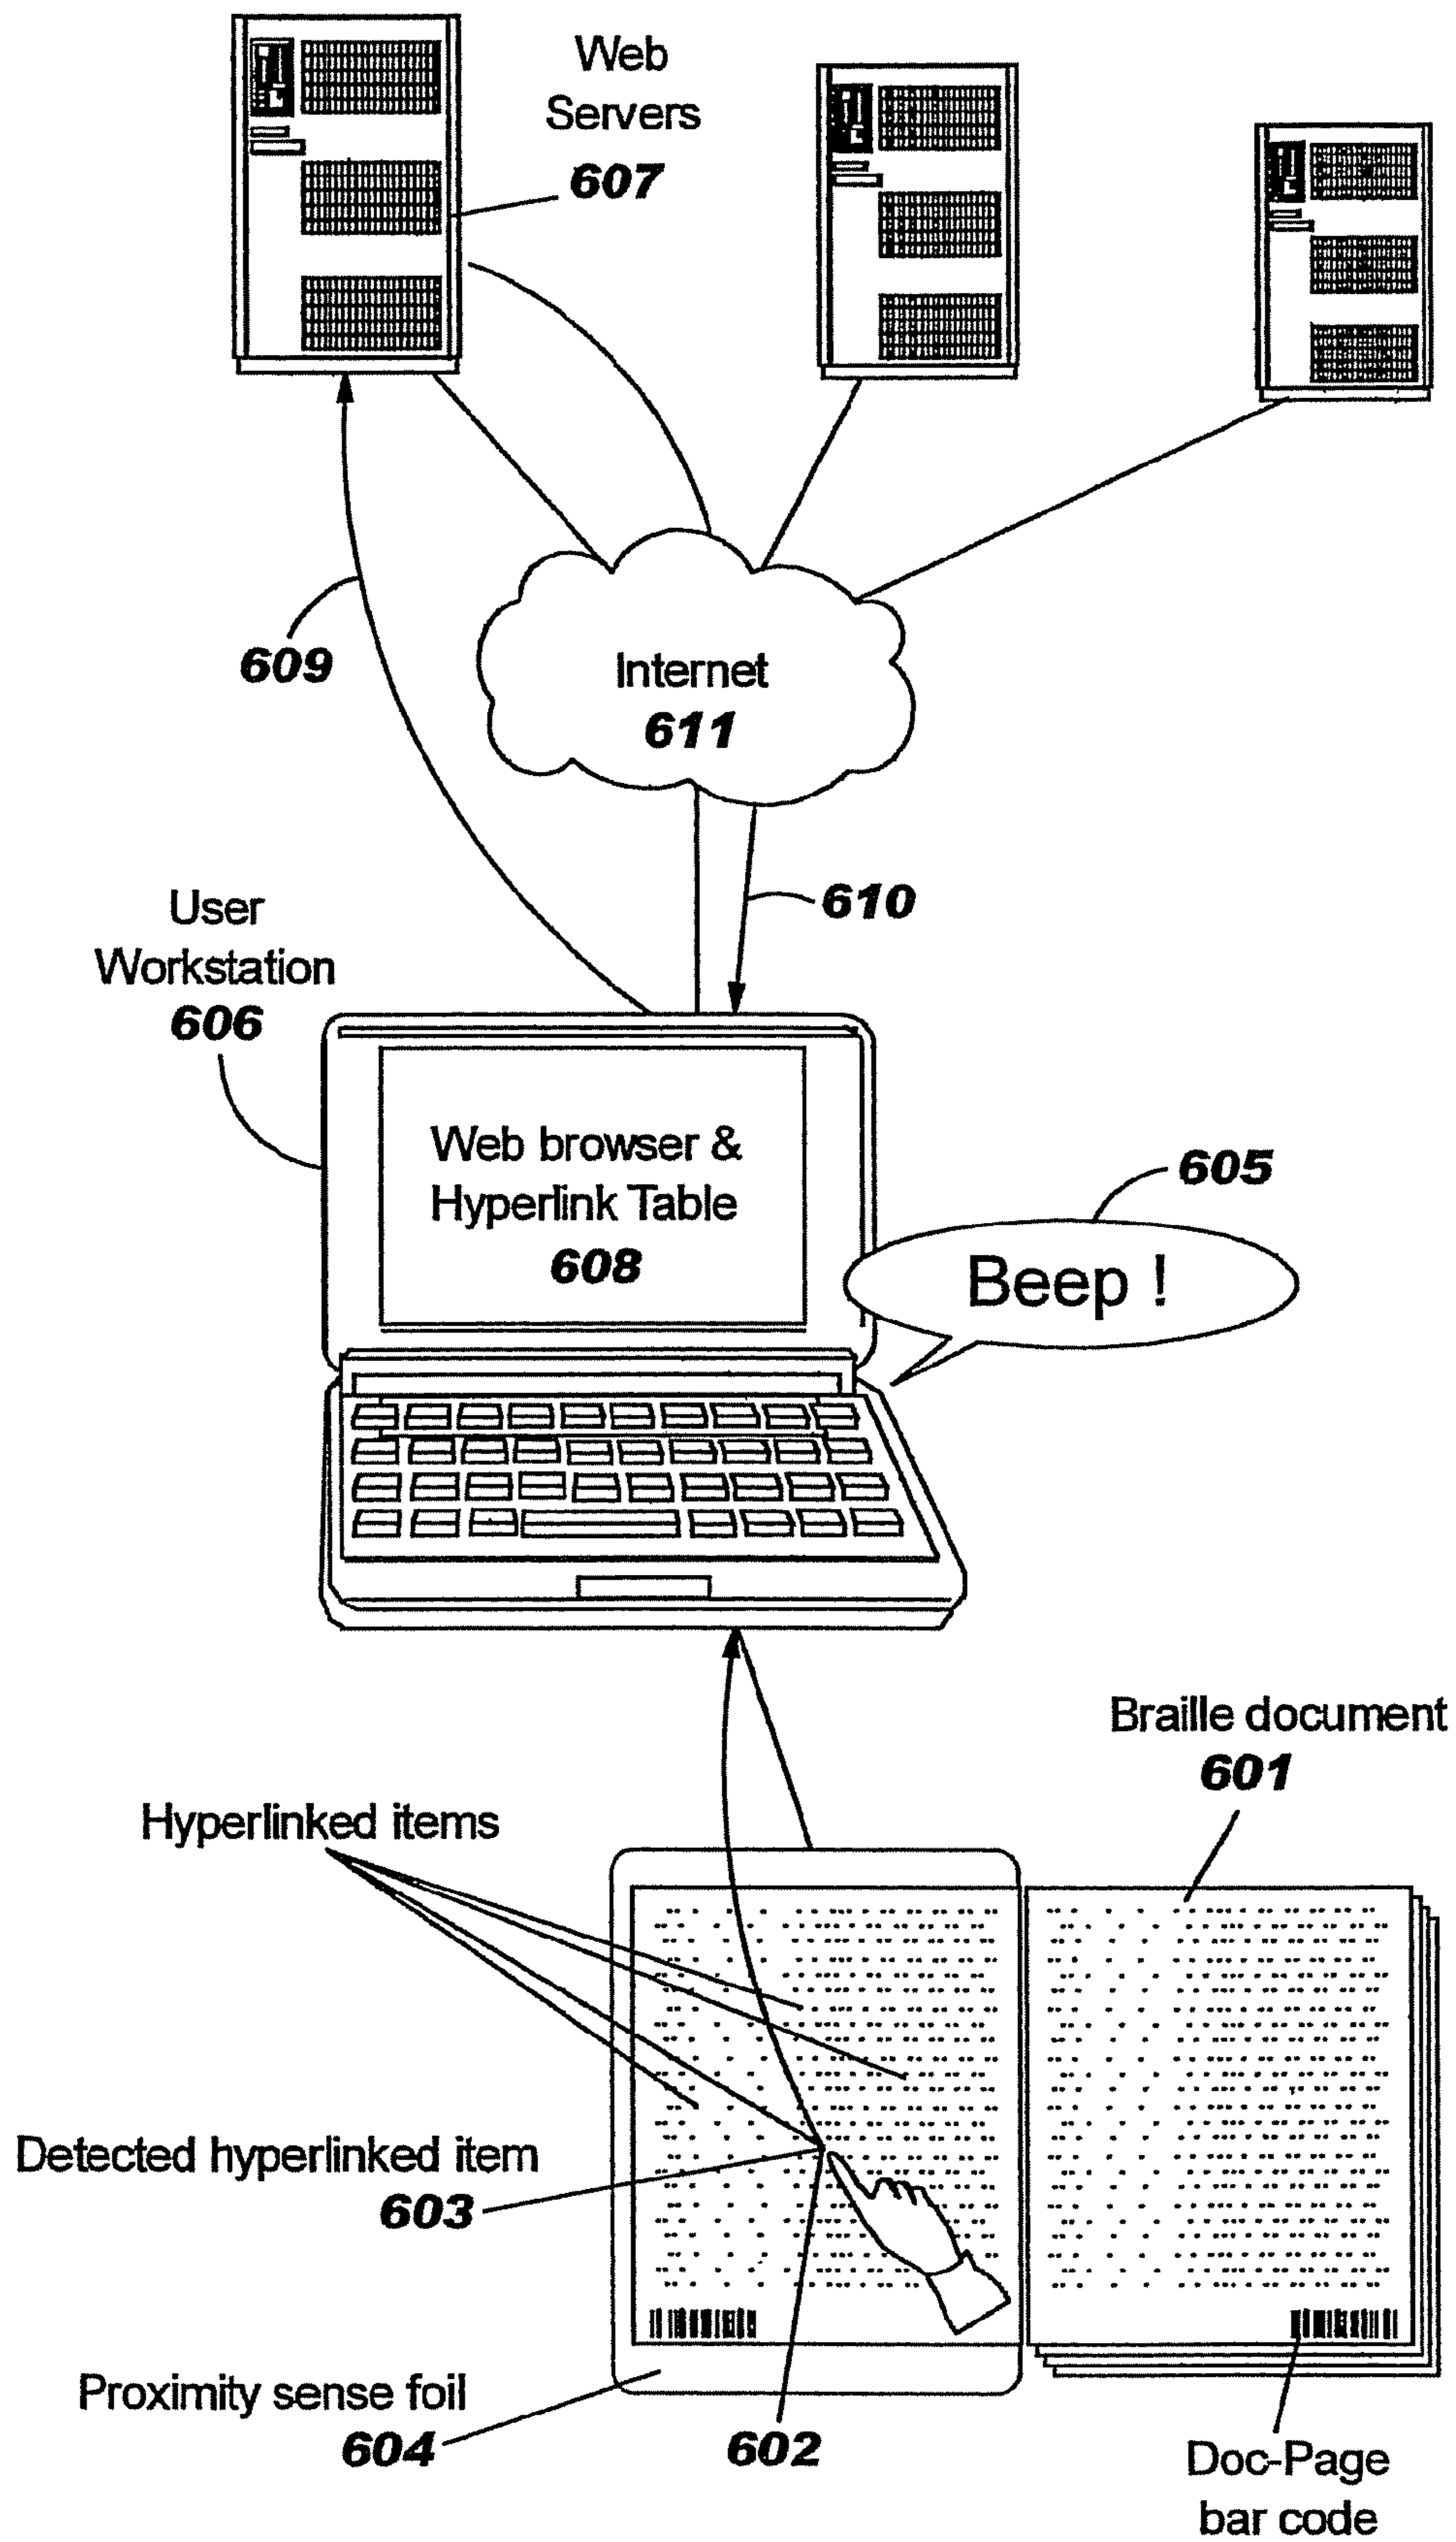 Web
Servers
607
609
Internet
611
610
User
Workstation
606
Web browser &
Hyperlink Table
608
605
Beep !
Braille document
601
Hyperlinked items
Detected hyperlinked item
603
Proximity sense foil
604
602
Doc-Page
bar code